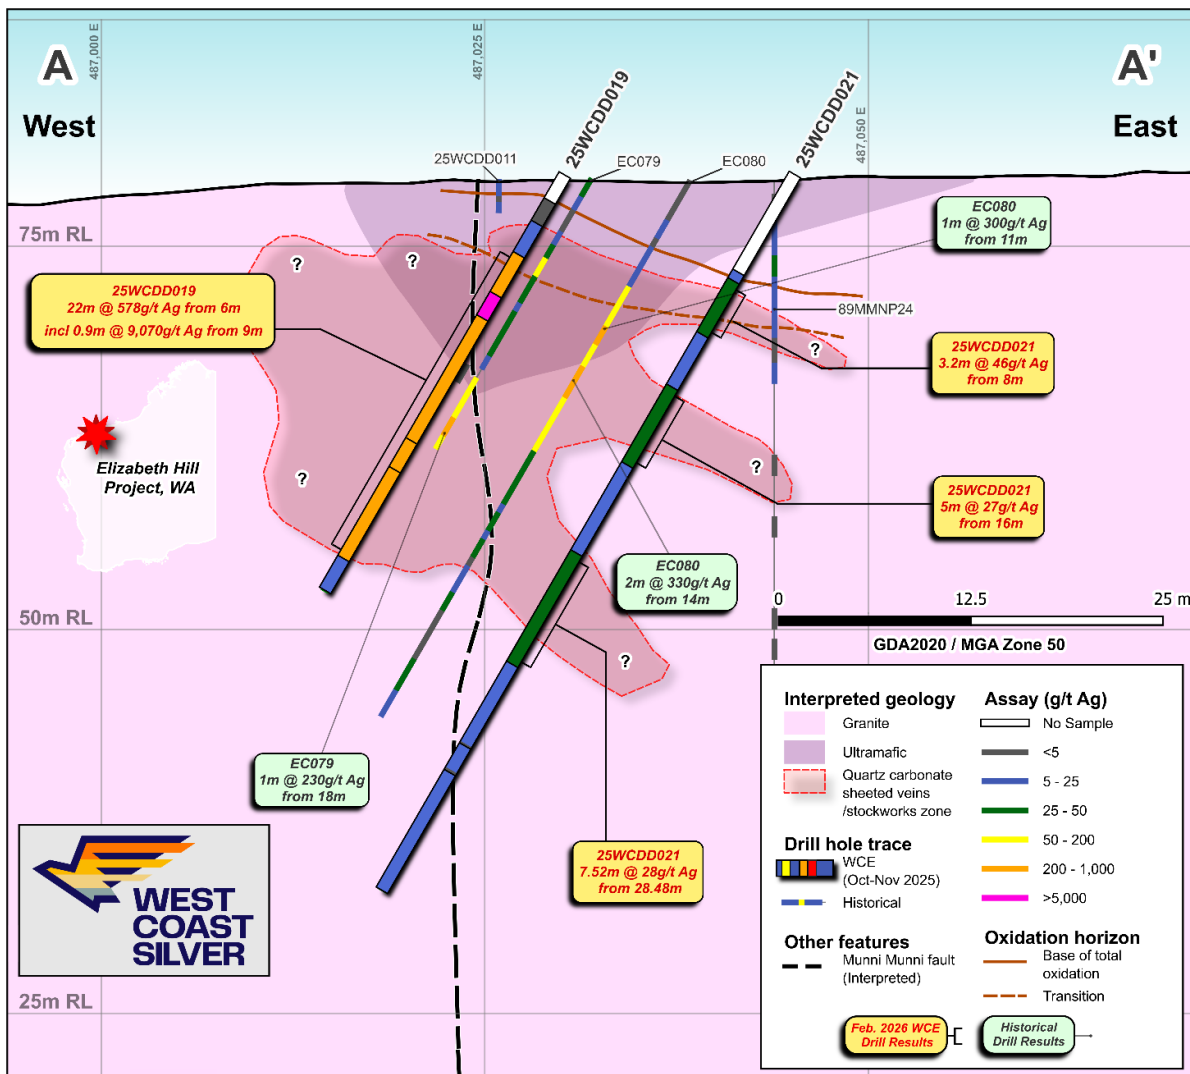 A
A'
West
East
487,000 E
487,025 E
487,050 E
25WCDD019
25WCDD021
25WCDD011
EC079
EC080
75m RL
EC080
1m @ 300g/t Ag
from 11m
25WCDD019
22m @ 578g/t Ag from 6m
incl 0.9m @ 9,070g/t Ag from 9m
?
?
89MMNP24
?
25WCDD021
3.2m @ 46g/t Ag
from 8m
Elizabeth Hill
Project, WA
?
?
25WCDD021
5m @ 27g/t Ag
from 16m
EC080
2m @ 330g/t Ag
from 14m
50m RL
0
12.5
25 m
GDA2020 / MGA Zone 50
?
EC079
1m @ 230g/t Ag
from 18m
25WCDD021
7.52m @ 28g/t Ag
from 28.48m
WEST
COAST
SILVER
25m RL
Interpreted geology
Granite
Ultramafic
Quartz carbonate
sheeted veins
/stockworks zone
Drill hole trace
WCE
(Oct-Nov 2025)
Historical
Other features
Munni Munni fault
(Interpreted)
Assay (g/t Ag)
No Sample
<5
5 - 25
25 - 50
50 - 200
200 - 1,000
>5,000
Oxidation horizon
Base of total
oxidation
Transition
Feb. 2026 WCE
Drill Results
Historical
Drill Results